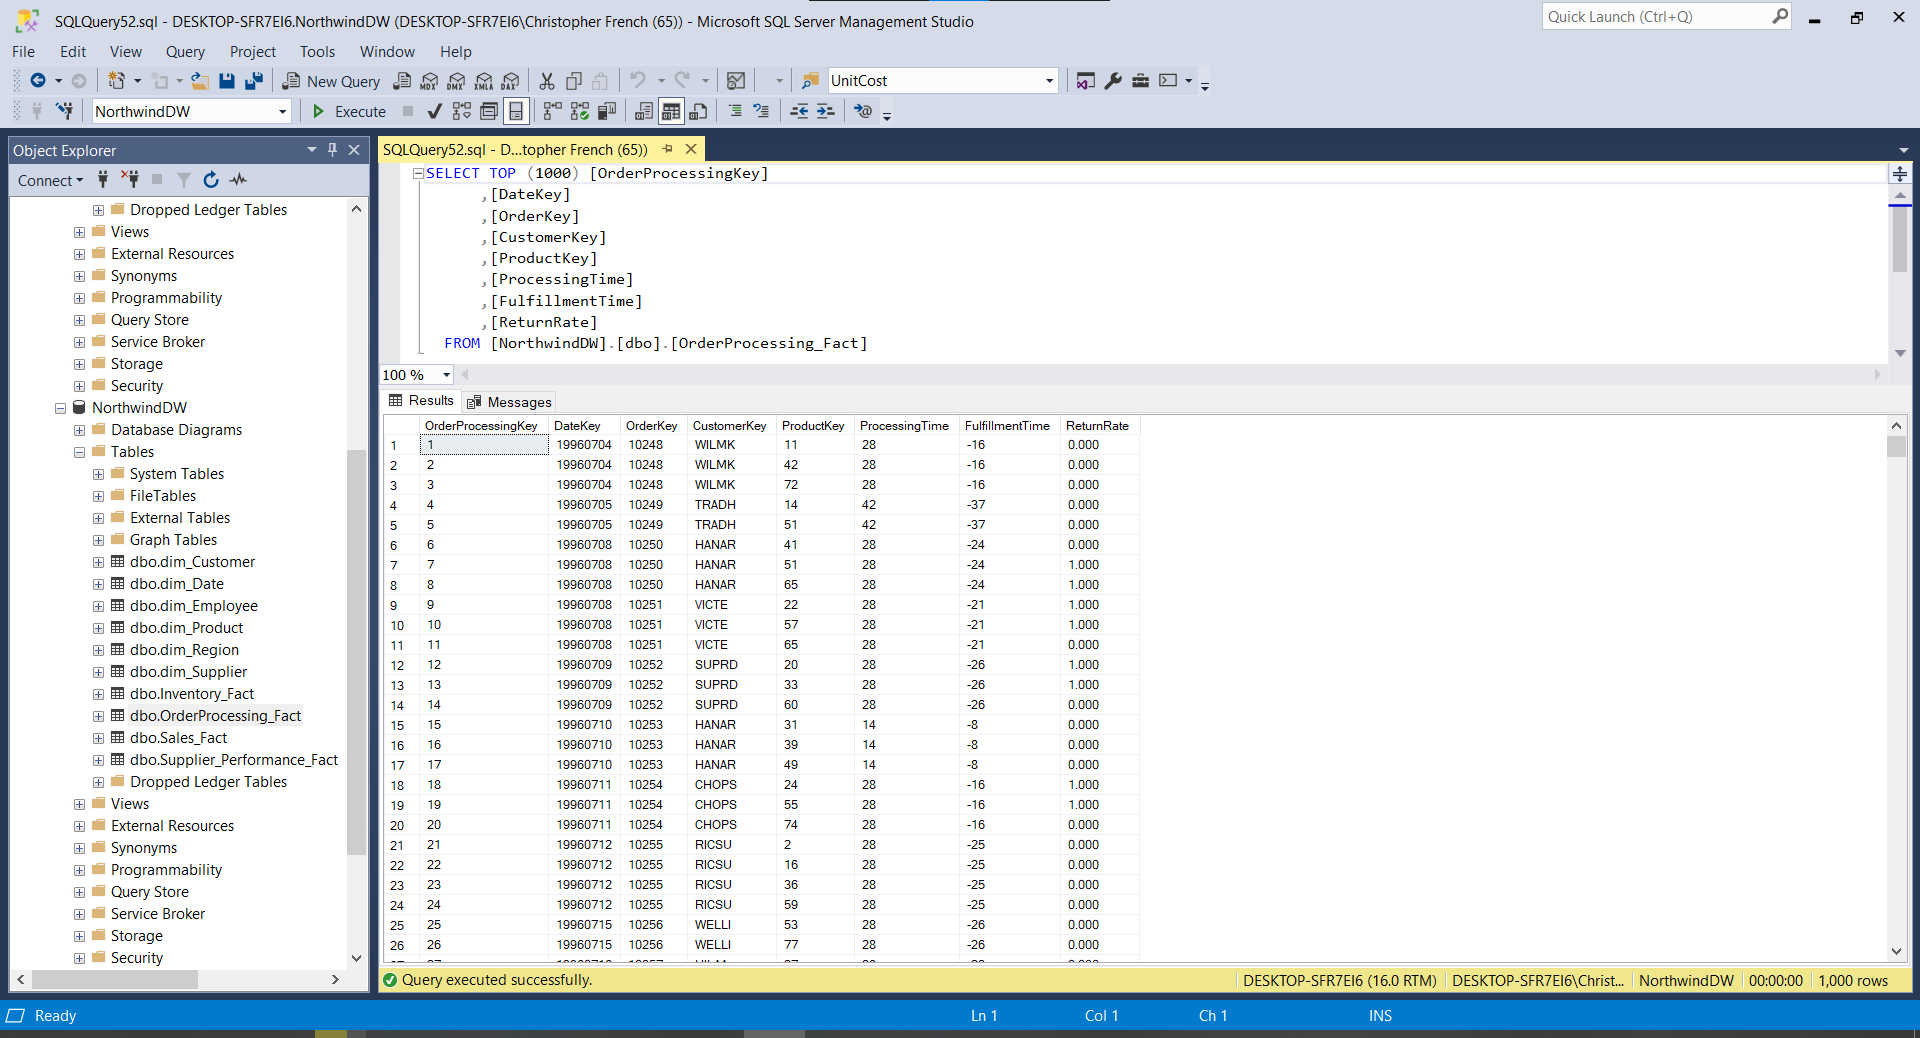 SQLQuery52.sql - DESKTOP-SFR7EI6.NorthwindDW (DESKTOP-SFR7EI6\Christopher French (65)) - Microsoft SQL Server Management Studio
Quick Launch (Ctrl+Q)
File Edit View Query Project Tools Window Help
New Query MDX DMX XMLA DAX UnitCost
NorthwindDW Execute
Object Explorer
Connect
Dropped Ledger Tables
Views
External Resources
Synonyms
Programmability
Query Store
Service Broker
Storage
Security
NorthwindDW
Database Diagrams
Tables
System Tables
FileTables
External Tables
Graph Tables
dbo.dim_Customer
dbo.dim_Date
dbo.dim_Employee
dbo.dim_Product
dbo.dim_Region
dbo.dim_Supplier
dbo.Inventory_Fact
dbo.OrderProcessing_Fact
dbo.Sales_Fact
dbo.Supplier_Performance_Fact
Dropped Ledger Tables
Views
External Resources
Synonyms
Programmability
Query Store
Service Broker
Storage
Security
SQLQuery52.sql - D...topher French (65))
SELECT TOP (1000) [OrderProcessingKey]
,[DateKey]
,[OrderKey]
,[CustomerKey]
,[ProductKey]
,[ProcessingTime]
,[FulfillmentTime]
,[ReturnRate]
FROM [NorthwindDW].[dbo].[OrderProcessing_Fact]
100 %
Results Messages
OrderProcessingKey DateKey OrderKey CustomerKey ProductKey ProcessingTime FulfillmentTime ReturnRate
1 1 19960704 10248 WILMK 11 28 -16 0.000
2 2 19960704 10248 WILMK 42 28 -16 0.000
3 3 19960704 10248 WILMK 72 28 -16 0.000
4 4 19960705 10249 TRADH 14 42 -37 0.000
5 5 19960705 10249 TRADH 51 42 -37 0.000
6 6 19960708 10250 HANAR 41 28 -24 0.000
7 7 19960708 10250 HANAR 51 28 -24 1.000
8 8 19960708 10250 HANAR 65 28 -24 1.000
9 9 19960708 10251 VICTE 22 28 -21 1.000
10 10 19960708 10251 VICTE 57 28 -21 1.000
11 11 19960708 10251 VICTE 65 28 -21 0.000
12 12 19960709 10252 SUPRD 20 28 -26 1.000
13 13 19960709 10252 SUPRD 33 28 -26 1.000
14 14 19960709 10252 SUPRD 60 28 -26 0.000
15 15 19960710 10253 HANAR 31 14 -8 0.000
16 16 19960710 10253 HANAR 39 14 -8 0.000
17 17 19960710 10253 HANAR 49 14 -8 0.000
18 18 19960711 10254 CHOPS 24 28 -16 1.000
19 19 19960711 10254 CHOPS 55 28 -16 1.000
20 20 19960711 10254 CHOPS 74 28 -16 0.000
21 21 19960712 10255 RICSU 2 28 -25 0.000
22 22 19960712 10255 RICSU 16 28 -25 0.000
23 23 19960712 10255 RICSU 36 28 -25 0.000
24 24 19960712 10255 RICSU 59 28 -25 0.000
25 25 19960715 10256 WELLI 53 28 -26 0.000
26 26 19960715 10256 WELLI 77 28 -26 0.000
Query executed successfully. DESKTOP-SFR7EI6 (16.0 RTM) DESKTOP-SFR7EI6\Christ... NorthwindDW 00:00:00 1,000 rows
Ready Ln 1 Col 1 Ch 1 INS